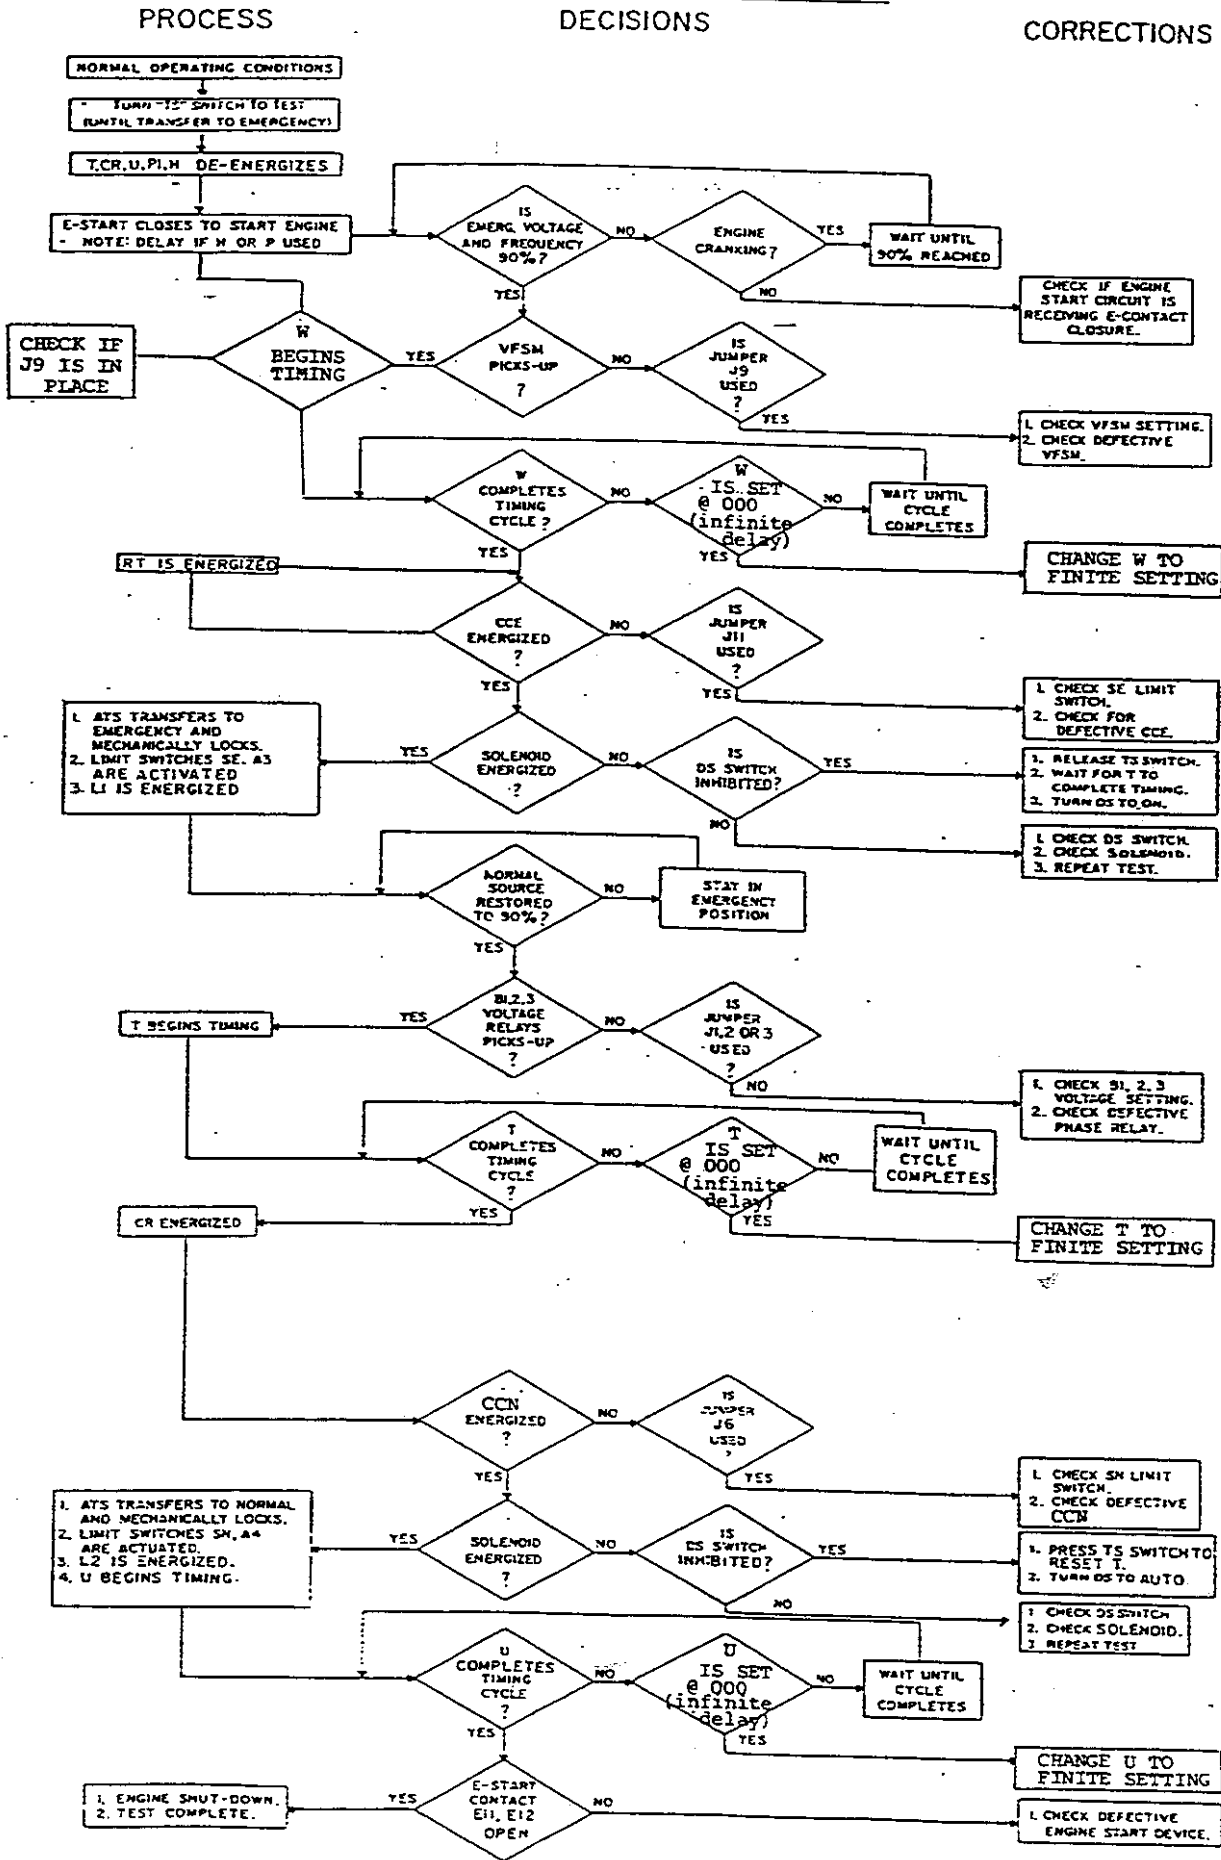 PROCESS
DECISIONS
CORRECTIONS
NORMAL OPERATING CONDITIONS
TURN "TS" SWITCH TO TEST
(UNTIL TRANSFER TO EMERGENCY)
T,CR,U,P1,H DE-ENERGIZES
E-START CLOSES TO START ENGINE
- NOTE: DELAY IF H OR P USED
IS
EMERG. VOLTAGE
AND FREQUENCY
90%?
NO
ENGINE
CRANKING?
YES
WAIT UNTIL
90% REACHED
YES
NO
CHECK IF ENGINE
START CIRCUIT IS
RECEIVING E-CONTACT
CLOSURE.
CHECK IF
J9 IS IN
PLACE
W
BEGINS
TIMING
YES
VFSM
PICKS-UP
?
NO
IS
JUMPER
J9
USED
?
YES
1. CHECK VFSM SETTING.
2. CHECK DEFECTIVE
VFSM.
W
COMPLETES
TIMING
CYCLE?
NO
W
IS SET
@ 000
(infinite
delay)
NO
WAIT UNTIL
CYCLE
COMPLETES
YES
YES
CHANGE W TO
FINITE SETTING
RT IS ENERGIZED
CCE
ENERGIZED
?
NO
IS
JUMPER
J11
USED
?
YES
YES
1. CHECK SE LIMIT
SWITCH.
2. CHECK FOR
DEFECTIVE CCE.
1. ATS TRANSFERS TO
EMERGENCY AND
MECHANICALLY LOCKS.
2. LIMIT SWITCHES SE. A3
ARE ACTIVATED
3. L1 IS ENERGIZED
YES
SOLENOID
ENERGIZED
?
NO
IS
DS SWITCH
INHIBITED?
YES
1. RELEASE TS SWITCH.
2. WAIT FOR T TO
COMPLETE TIMING.
3. TURN DS TO ON.
NO
1. CHECK DS SWITCH
2. CHECK SOLENOID.
3. REPEAT TEST.
NORMAL
SOURCE
RESTORED
TO 90%?
NO
STAY IN
EMERGENCY
POSITION
YES
T BEGINS TIMING
YES
B1,2,3
VOLTAGE
RELAYS
PICKS-UP
?
NO
IS
JUMPER
J1,2 OR 3
USED
?
NO
1. CHECK B1, 2, 3
VOLTAGE SETTING.
2. CHECK DEFECTIVE
PHASE RELAY.
T
COMPLETES
TIMING
CYCLE
?
NO
T
IS SET
@ 000
(infinite
delay)
NO
WAIT UNTIL
CYCLE
COMPLETES
YES
YES
CR ENERGIZED
CHANGE T TO
FINITE SETTING
CCN
ENERGIZED
?
NO
IS
JUMPER
J6
USED
?
YES
YES
1. CHECK SN LIMIT
SWITCH.
2. CHECK DEFECTIVE
CCN
1. ATS TRANSFERS TO NORMAL
AND MECHANICALLY LOCKS.
2. LIMIT SWITCHES SN, A4
ARE ACTUATED.
3. L2 IS ENERGIZED.
4. U BEGINS TIMING.
YES
SOLENOID
ENERGIZED
?
NO
IS
DS SWITCH
INHIBITED?
YES
1. PRESS TS SWITCH TO
RESET T.
2. TURN DS TO AUTO
NO
1 CHECK DS SWITCH
2. CHECK SOLENOID.
3 REPEAT TEST
U
COMPLETES
TIMING
CYCLE
?
NO
U
IS SET
@ 000
(infinite
delay)
NO
WAIT UNTIL
CYCLE
COMPLETES
YES
YES
CHANGE U TO
FINITE SETTING
1. ENGINE SHUT-DOWN.
2. TEST COMPLETE.
YES
E-START
CONTACT
E11, E12
OPEN
NO
1. CHECK DEFECTIVE
ENGINE START DEVICE.